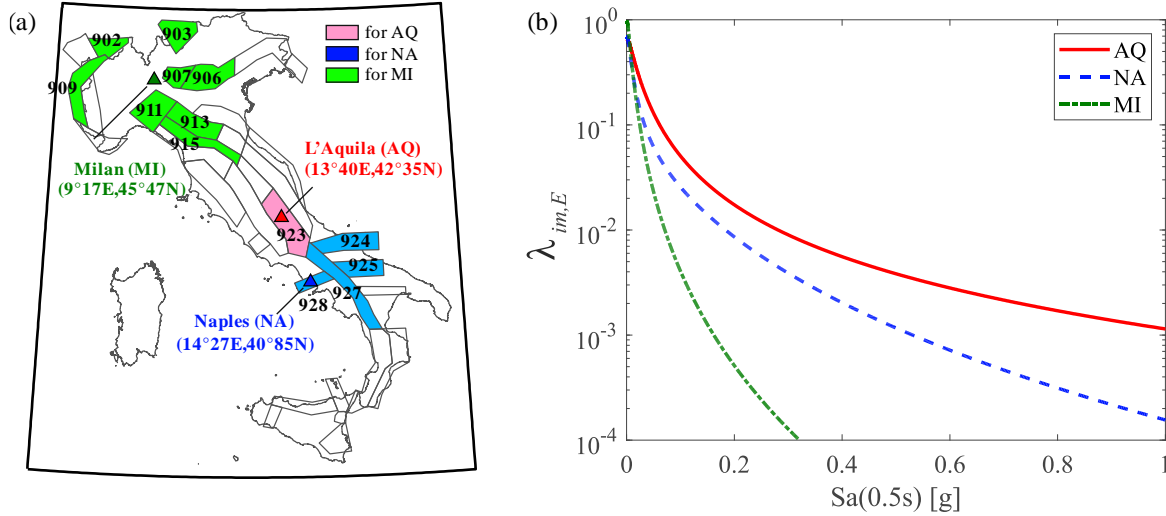 (a)
902
903
for AQ
for NA
for MI
909
907
906
911
913
915
L'Aquila (AQ)
(13°40E,42°35N)
Milan (MI)
(9°17E,45°47N)
923
924
925
927
928
Naples (NA)
(14°27E,40°85N)
(b)
10^0
10^-1
10^-2
10^-3
10^-4
λ_im,E
AQ
NA
MI
0
0.2
0.4
0.6
0.8
1
Sa(0.5s) [g]